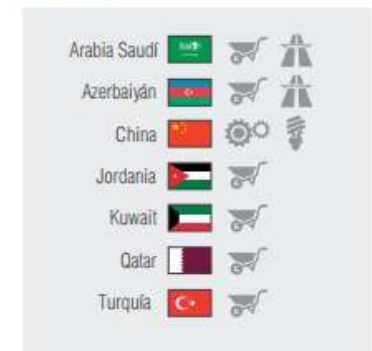 Arabia Saudí
Azerbaiyán
China
Jordania
Kuwait
Qatar
Turquía